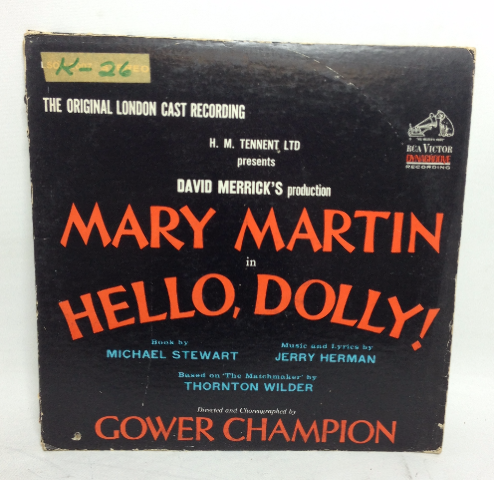 K-26
THE ORIGINAL LONDON CAST RECORDING
H. M. TENNENT LTD
presents
DAVID MERRICK'S production
RCA VICTOR
DYNAGROOVE
RECORDING
MARY MARTIN
in
HELLO, DOLLY!
Book by
MICHAEL STEWART
Music and Lyrics by
JERRY HERMAN
Based on 'The Matchmaker' by
THORNTON WILDER
Directed and Choreographed by
GOWER CHAMPION